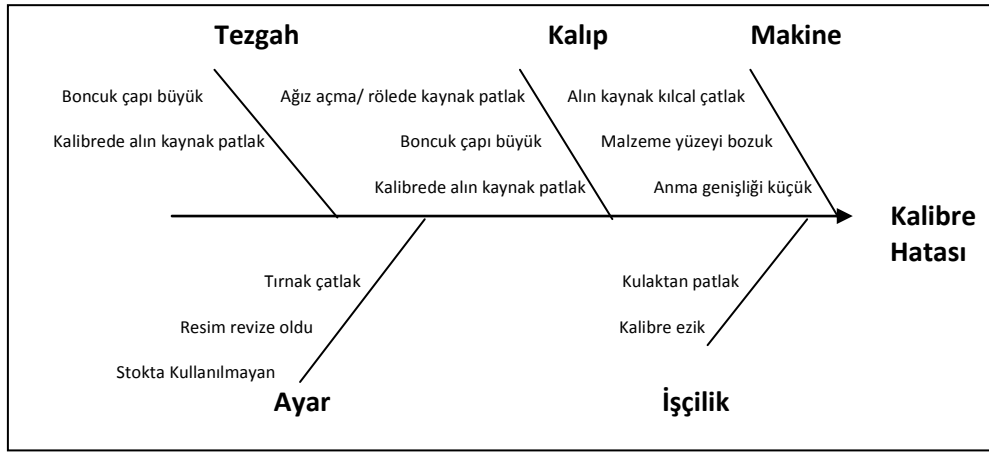 Tezgah
Kalıp
Makine
Boncuk çapı büyük
Ağız açma/ rölede kaynak patlak
Alın kaynak kılcal çatlak
Kalibrede alın kaynak patlak
Boncuk çapı büyük
Malzeme yüzeyi bozuk
Kalibrede alın kaynak patlak
Anma genişliği küçük
Kalibre
Hatası
Tırnak çatlak
Kulaktan patlak
Resim revize oldu
Kalibre ezik
Stokta Kullanılmayan
Ayar
İşçilik